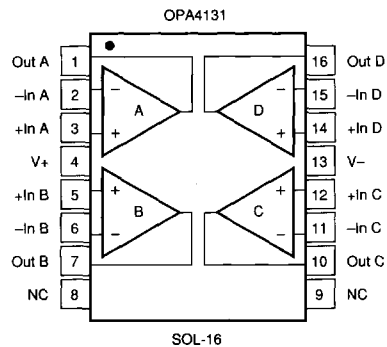 OPA4131
Out A 1 16 Out D
–In A 2 – – 15 –In D
A D
+In A 3 + + 14 +In D
V+ 4 13 V–
+In B 5 + + 12 +In C
B C
–In B 6 – – 11 –in C
Out B 7 10 Out C
NC 8 9 NC
SOL-16